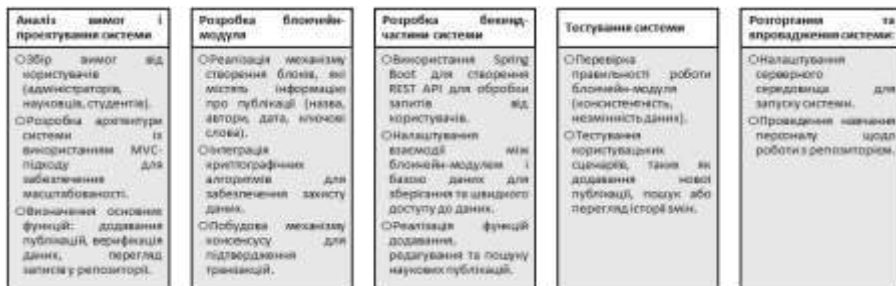 Аналіз вимог і
проєктування системи
Збір вимог від
користувачів
(адміністраторів,
науковців, студентів).
Розробка архітектури
системи із
використанням MVC-
підходу для
забезпечення
масштабованості.
Визначення основних
функцій: додавання
публікацій, верифікація
даних, перегляд
записів у репозиторії.
Розробка блокчейн-
модуля
Реалізація механізму
створення блоків, які
містять інформацію
про публікації (назва,
автори, дата, ключові
слова).
Інтеграція
криптографічних
алгоритмів для
забезпечення захисту
даних.
Побудова механізму
консенсусу для
підтвердження
транзакцій.
Розробка бекенд-
частини системи
Використання Spring
Boot для створення
REST API для обробки
запитів від
користувачів.
Налаштування
взаємодії між
блокчейн-модулем і
базою даних для
зберігання та швидкого
доступу до даних.
Реалізація функцій
додавання,
редагування та пошуку
наукових публікацій.
Тестування системи
Перевірка
правильності роботи
блокчейн-модуля
(консистентність,
незмінність даних).
Тестування
користувацьких
сценаріїв, таких як
додавання нової
публікації, пошук або
перегляд історії змін.
Розгортання та
впровадження системи:
Налаштування
серверного
середовища для
запуску системи.
Проведення навчання
персоналу щодо
роботи з репозиторієм.